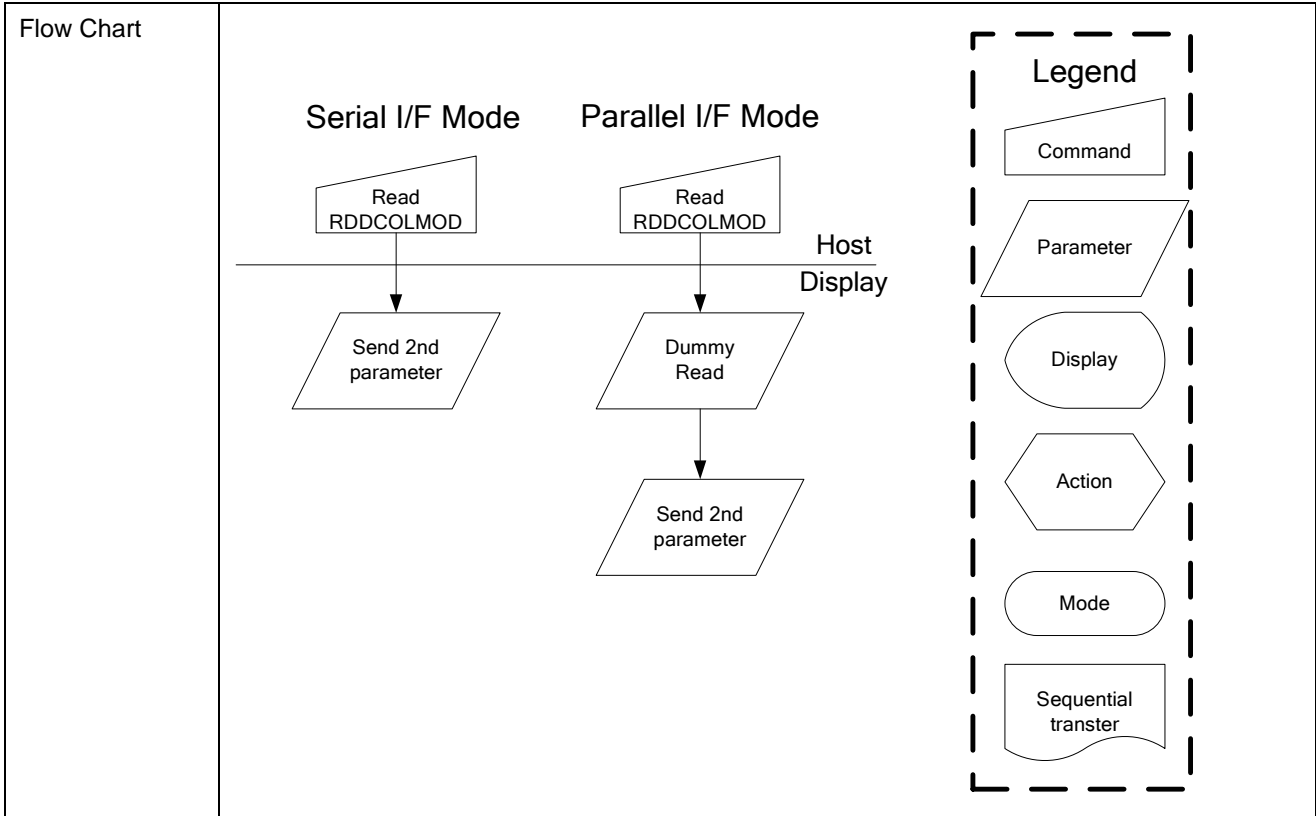 Flow Chart
Serial I/F Mode
Parallel I/F Mode
Read
RDDCOLMOD
Read
RDDCOLMOD
Host
Display
Send 2nd
parameter
Dummy
Read
Send 2nd
parameter
Legend
Command
Parameter
Display
Action
Mode
Sequential
transter